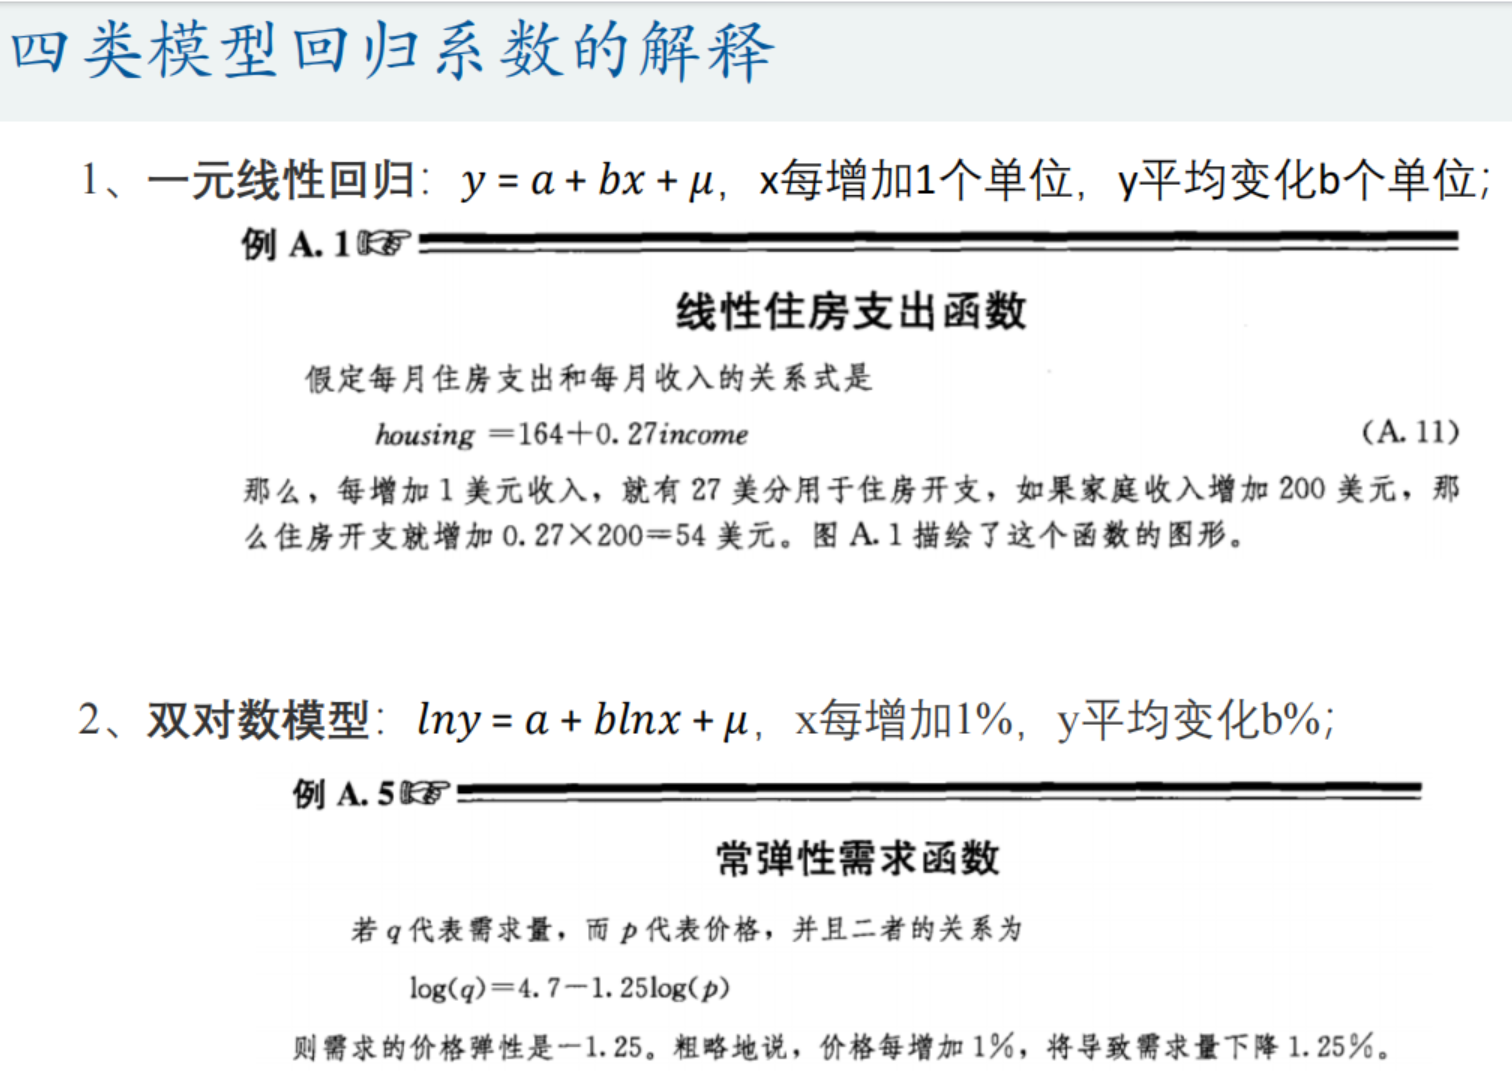 四类模型回归系数的解释
1、一元线性回归：y = a + bx + μ，x每增加1个单位，y平均变化b个单位；
例 A. 1
线性住房支出函数
假定每月住房支出和每月收入的关系式是
housing =164+0. 27income (A. 11)
那么，每增加 1 美元收入，就有 27 美分用于住房开支，如果家庭收入增加 200 美元，那
么住房开支就增加 0. 27×200=54 美元。图 A. 1 描绘了这个函数的图形。
2、双对数模型：lny = a + blnx + μ，x每增加1%，y平均变化b%；
例 A. 5
常弹性需求函数
若 q 代表需求量，而 p 代表价格，并且二者的关系为
log(q)=4. 7－1. 25log(p)
则需求的价格弹性是－1. 25。粗略地说，价格每增加 1%，将导致需求量下降 1. 25%。